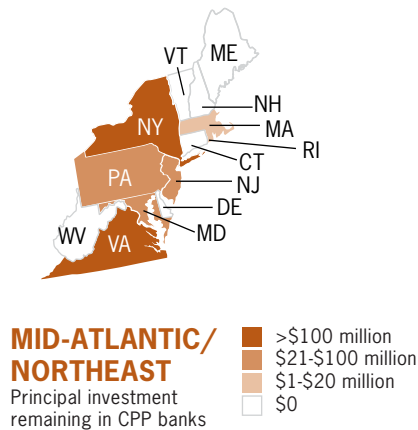 ME
VT
NH
NY
MA
RI
CT
PA
NJ
DE
MD
WV
VA
MID-ATLANTIC/
NORTHEAST
Principal investment
remaining in CPP banks
>$100 million
$21-$100 million
$1-$20 million
$0